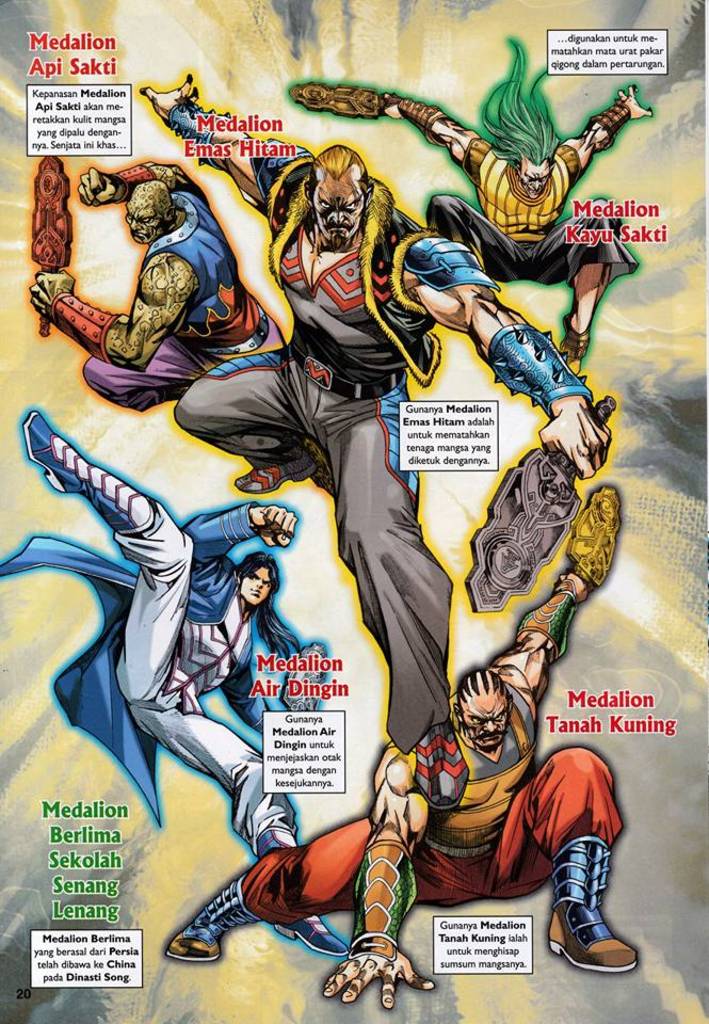 Medalion
Api Sakti
Kepanasan Medalion
Api Sakti akan me-
retakkan kulit mangsa
yang dipalu dengan-
nya. Senjata ini khas...
...digunakan untuk me-
matahkan mata urat pakar
qigong dalam pertarungan.
Medalion
Emas Hitam
Medalion
Kayu Sakti
Gunanya Medalion
Emas Hitam adalah
untuk mematahkan
tenaga mangsa yang
diketuk dengannya.
Medalion
Air Dingin
Gunanya
Medalion Air
Dingin untuk
menjejaskan otak
mangsa dengan
kesejukannya.
Medalion
Tanah Kuning
Gunanya Medalion
Tanah Kuning ialah
untuk menghisap
sumsum mangsanya.
Medalion
Berlima
Sekolah
Senang
Lenang
Medalion Berlima
yang berasal dari Persia
telah dibawa ke China
pada Dinasti Song.
20